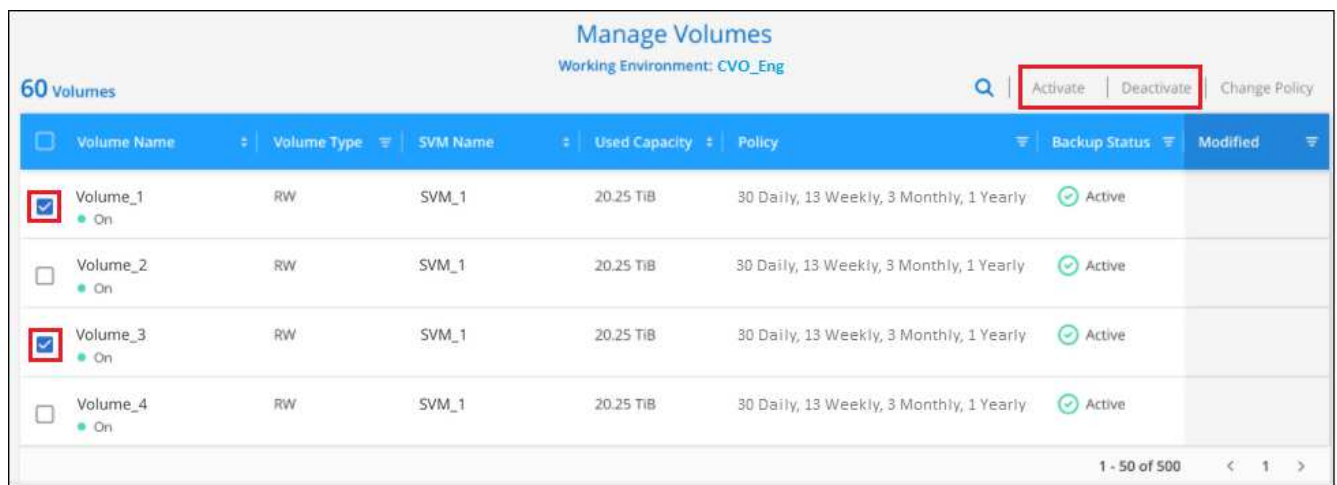 Manage Volumes
Working Environment: CVO_Eng
60 Volumes
Activate | Deactivate | Change Policy
Volume Name Volume Type SVM Name Used Capacity Policy Backup Status Modified
Volume_1 RW SVM_1 20.25 TiB 30 Daily, 13 Weekly, 3 Monthly, 1 Yearly Active
On
Volume_2 RW SVM_1 20.25 TiB 30 Daily, 13 Weekly, 3 Monthly, 1 Yearly Active
On
Volume_3 RW SVM_1 20.25 TiB 30 Daily, 13 Weekly, 3 Monthly, 1 Yearly Active
On
Volume_4 RW SVM_1 20.25 TiB 30 Daily, 13 Weekly, 3 Monthly, 1 Yearly Active
On
1 - 50 of 500 < 1 >